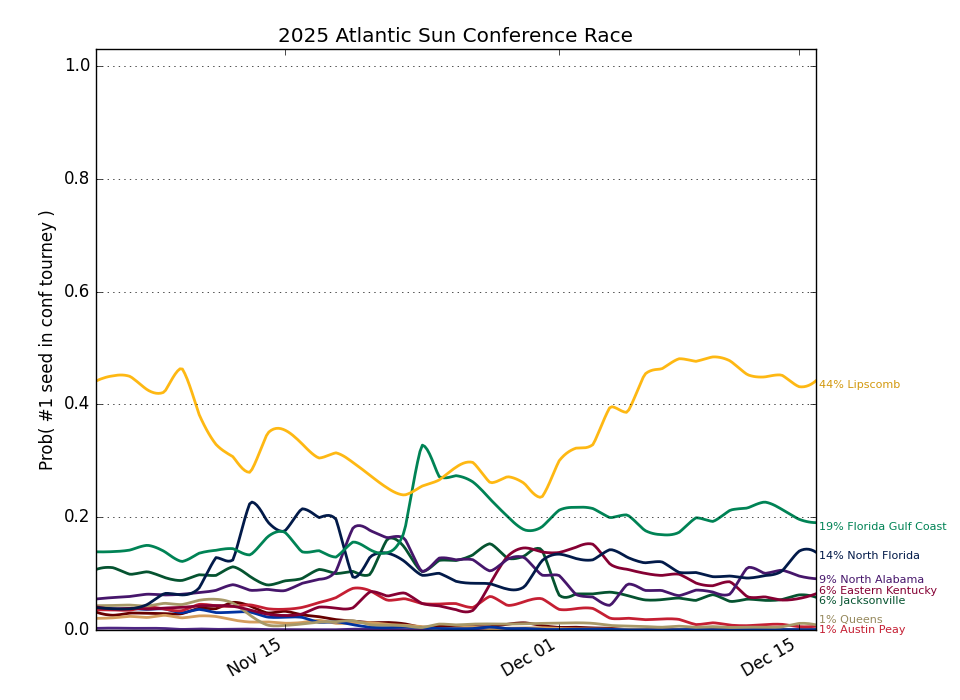 2025 Atlantic Sun Conference Race
Prob( #1 seed in conf tourney )
1.0
0.8
0.6
0.4
0.2
0.0
Nov 15
Dec 01
Dec 15
44% Lipscomb
19% Florida Gulf Coast
14% North Florida
9% North Alabama
6% Eastern Kentucky
6% Jacksonville
1% Queens
1% Austin Peay